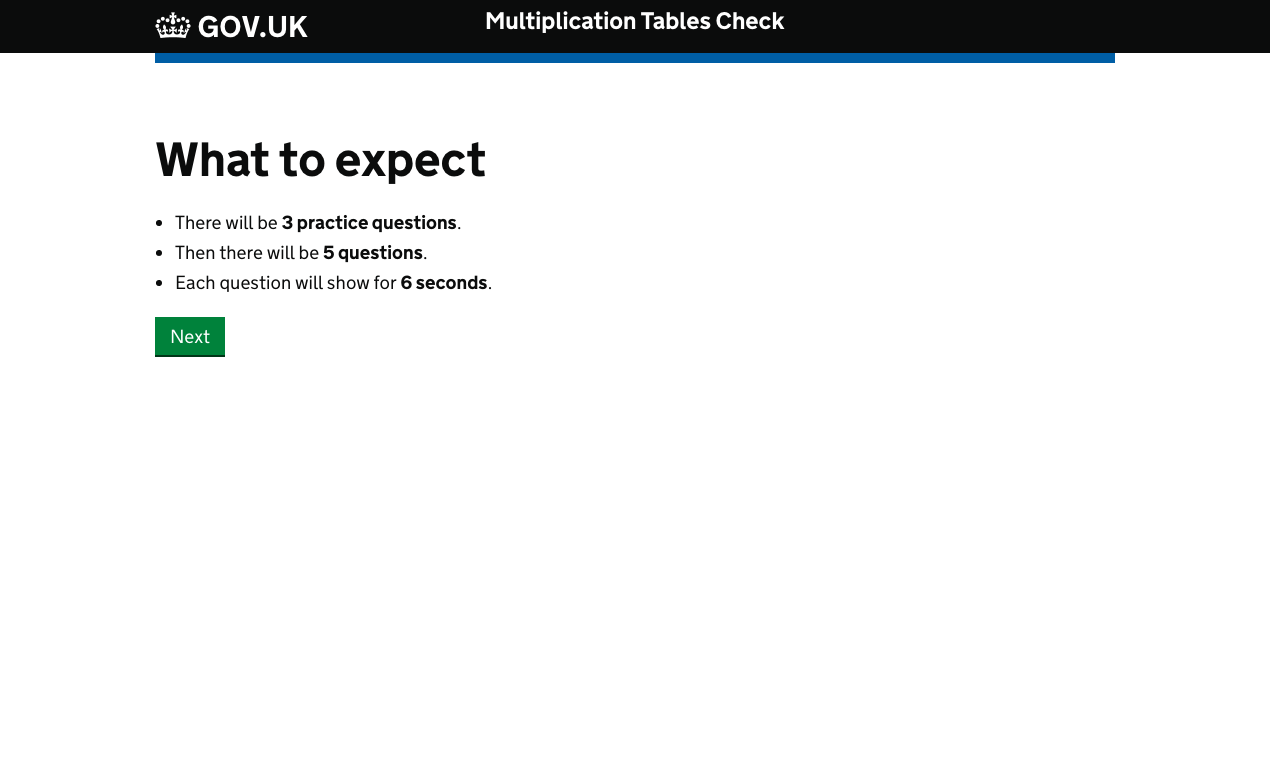 GOV.UK
Multiplication Tables Check
What to expect
There will be 3 practice questions.
Then there will be 5 questions.
Each question will show for 6 seconds.
Next